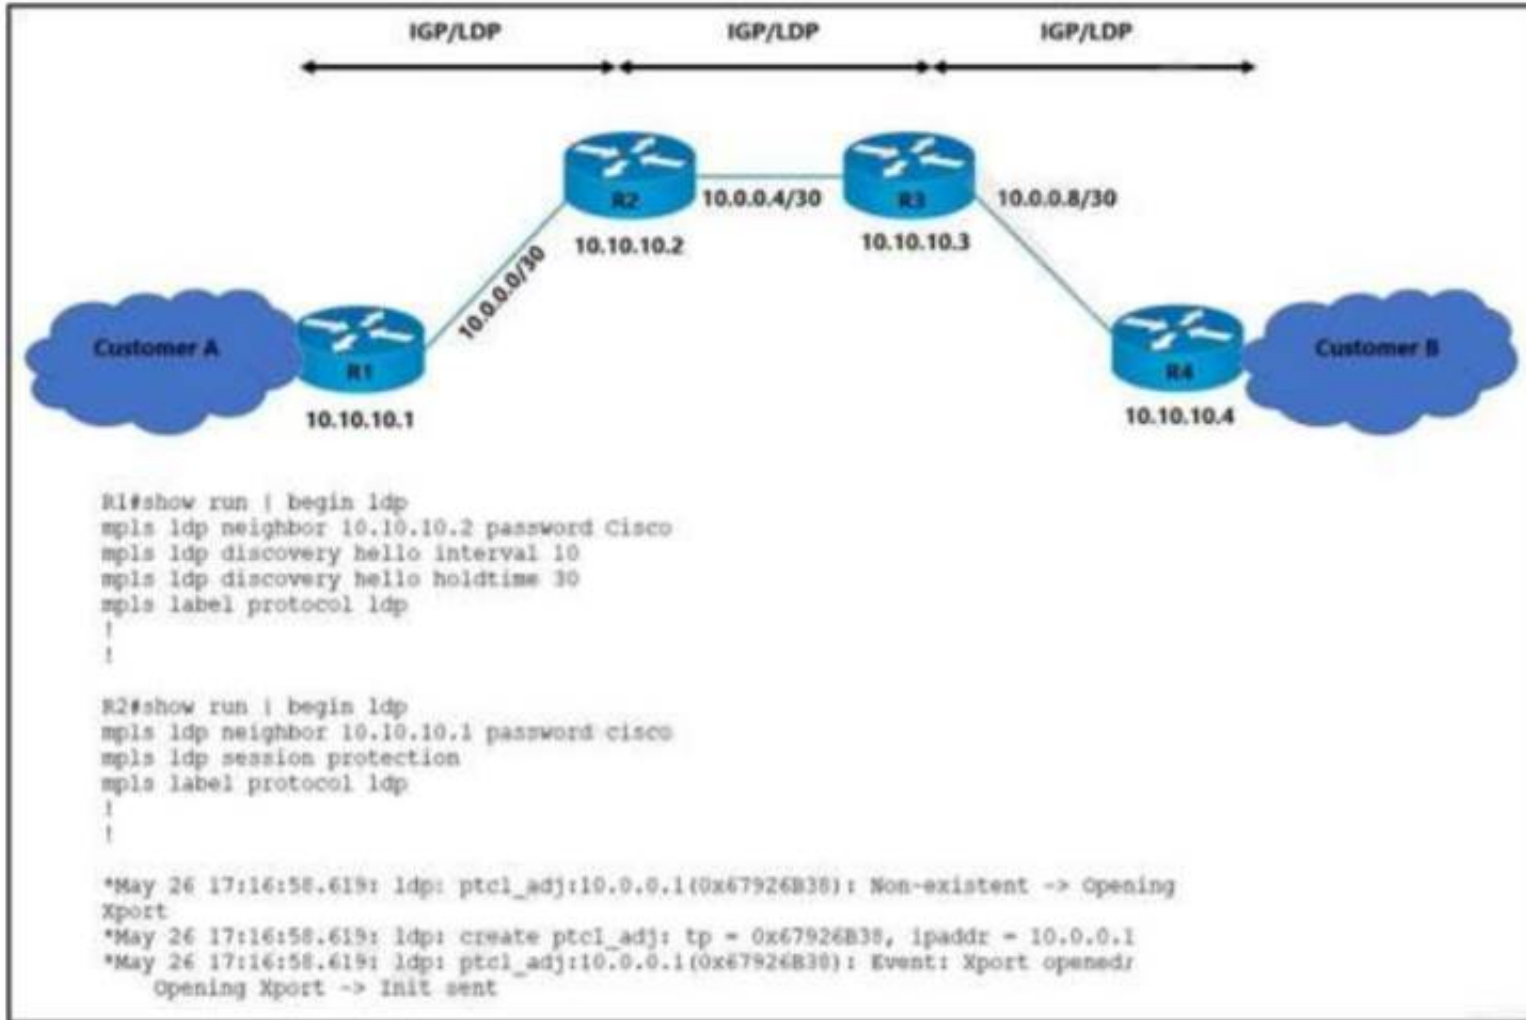 IGP/LDP IGP/LDP IGP/LDP
R2
10.0.0.4/30
R3
10.0.0.8/30
10.10.10.2
10.10.10.3
10.0.0.0/30
Customer A
R1
R4
Customer B
10.10.10.1
10.10.10.4
R1#show run | begin ldp
mpls ldp neighbor 10.10.10.2 password Cisco
mpls ldp discovery hello interval 10
mpls ldp discovery hello holdtime 30
mpls label protocol ldp
!
!
R2#show run | begin ldp
mpls ldp neighbor 10.10.10.1 password cisco
mpls ldp session protection
mpls label protocol ldp
!
!
*May 26 17:16:58.619: ldp: ptcl_adj:10.0.0.1(0x67926B38): Non-existent -> Opening
Xport
*May 26 17:16:58.619: ldp: create ptcl_adj: tp = 0x67926B38, ipaddr = 10.0.0.1
*May 26 17:16:58.619: ldp: ptcl_adj:10.0.0.1(0x67926B38): Event: Xport opened;
Opening Xport -> Init sent